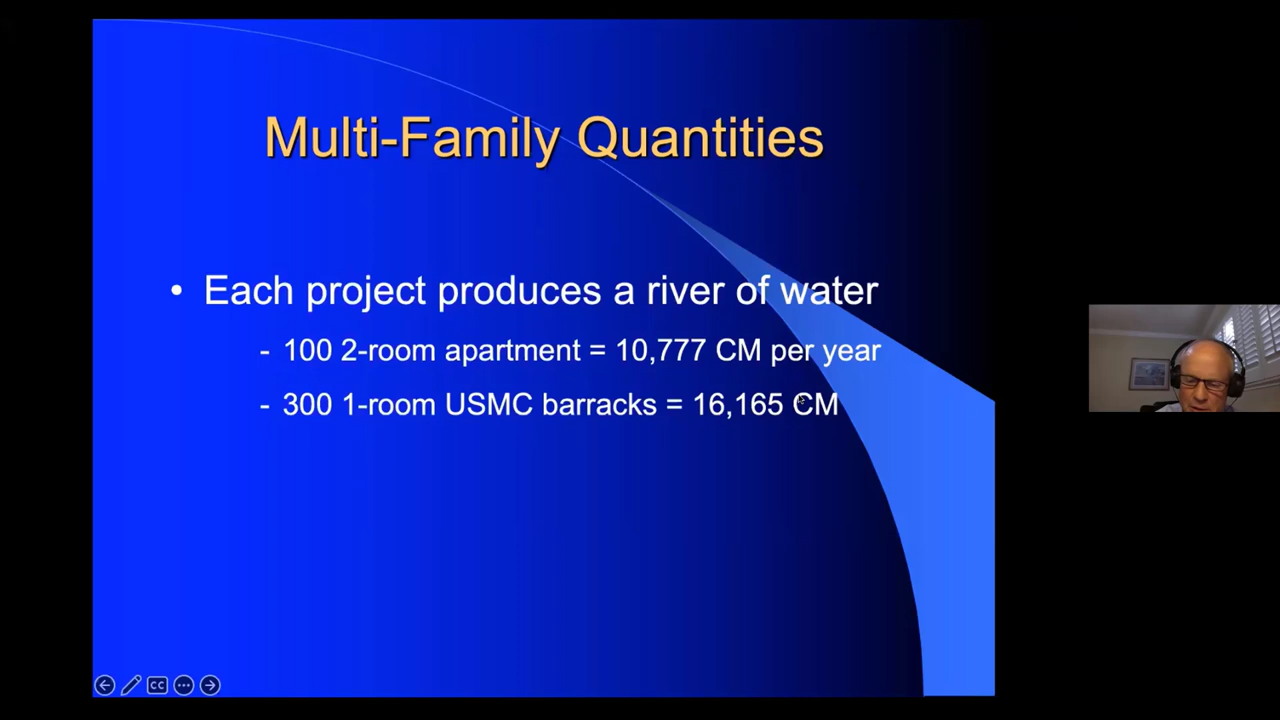 Multi-Family Quantities
• Each project produces a river of water
- 100 2-room apartment = 10,777 CM per year
- 300 1-room USMC barracks = 16,165 CM
CC